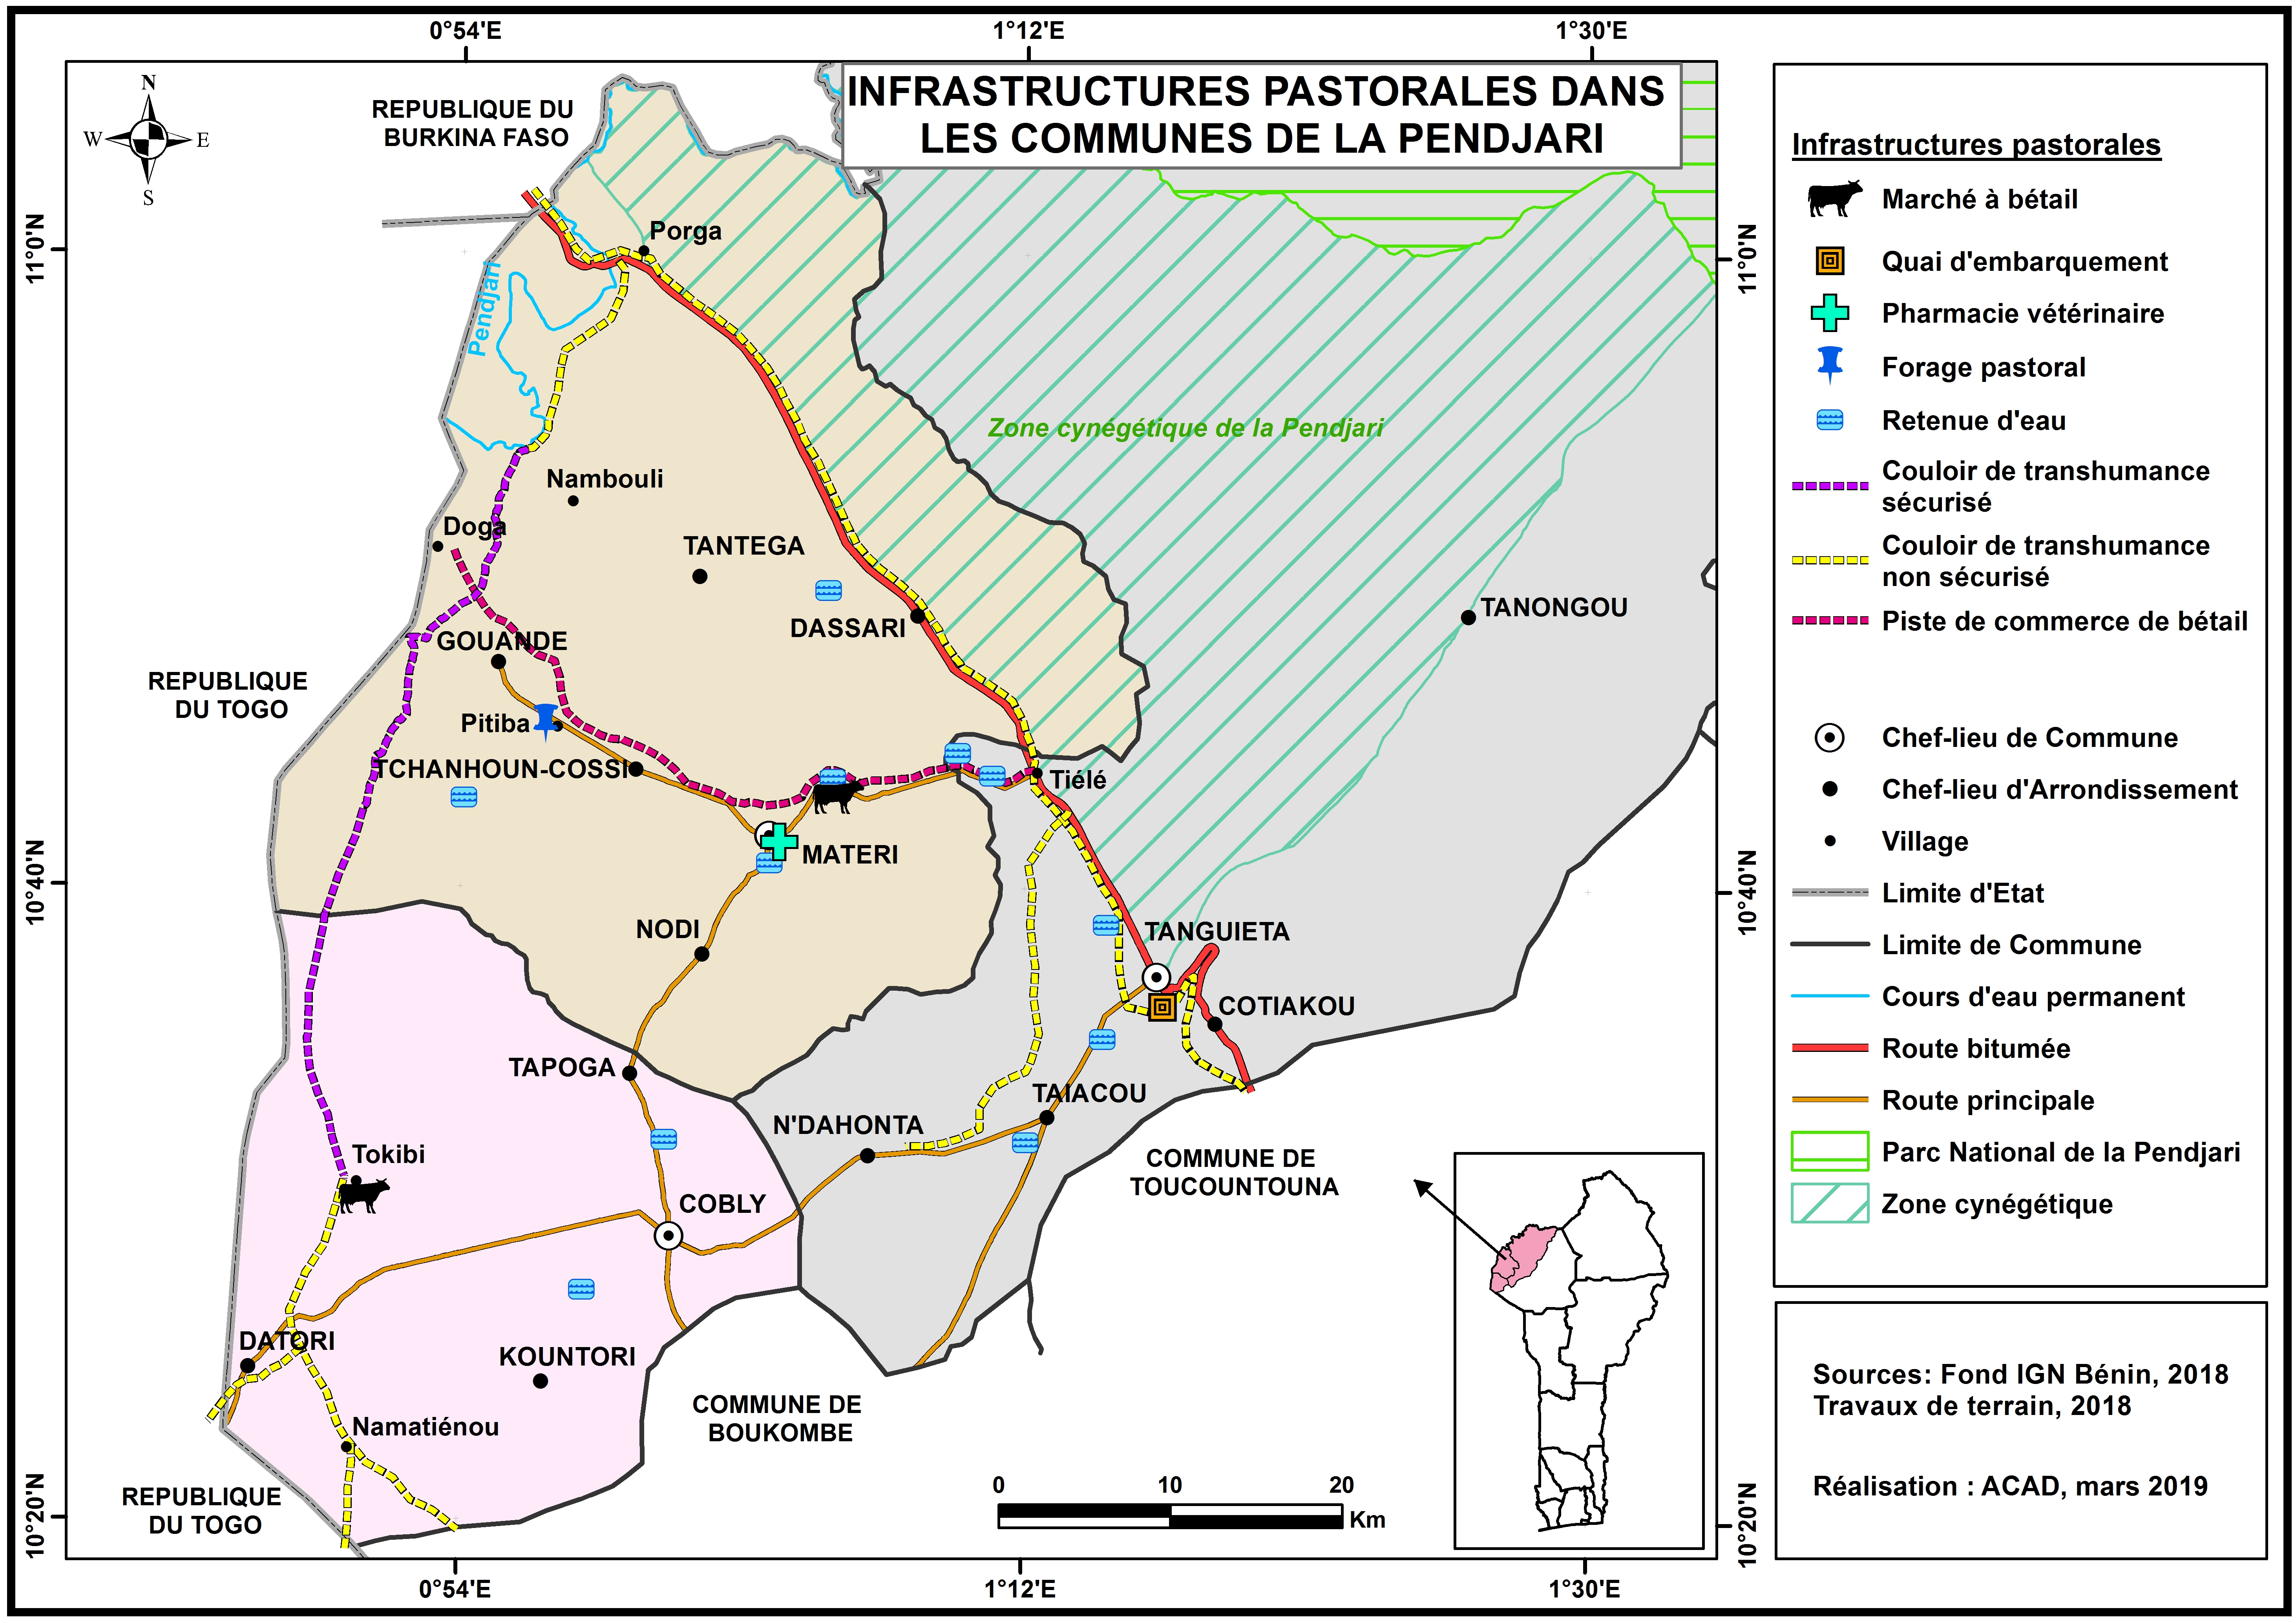 0°54'E
1°12'E
1°30'E
INFRASTRUCTURES PASTORALES DANS
LES COMMUNES DE LA PENDJARI
N
W
E
S
REPUBLIQUE DU
BURKINA FASO
11°0'N
11°0'N
Porga
Pendjari
Zone cynégétique de la Pendjari
Nambouli
Doga
TANTEGA
DASSARI
TANONGOU
GOUANDE
REPUBLIQUE
DU TOGO
Pitiba
TCHANHOUN-COSSI
Tiélé
MATERI
10°40'N
10°40'N
NODI
TANGUIETA
COTIAKOU
TAPOGA
TAIACOU
N'DAHONTA
Tokibi
COMMUNE DE
TOUCOUNTOUNA
COBLY
DATORI
KOUNTORI
COMMUNE DE
BOUKOMBE
Namatiénou
REPUBLIQUE
DU TOGO
0
10
20
Km
10°20'N
10°20'N
0°54'E
1°12'E
1°30'E
Infrastructures pastorales
Marché à bétail
Quai d'embarquement
Pharmacie vétérinaire
Forage pastoral
Retenue d'eau
Couloir de transhumance
sécurisé
Couloir de transhumance
non sécurisé
Piste de commerce de bétail
Chef-lieu de Commune
Chef-lieu d'Arrondissement
Village
Limite d'Etat
Limite de Commune
Cours d'eau permanent
Route bitumée
Route principale
Parc National de la Pendjari
Zone cynégétique
Sources: Fond IGN Bénin, 2018
Travaux de terrain, 2018
Réalisation : ACAD, mars 2019